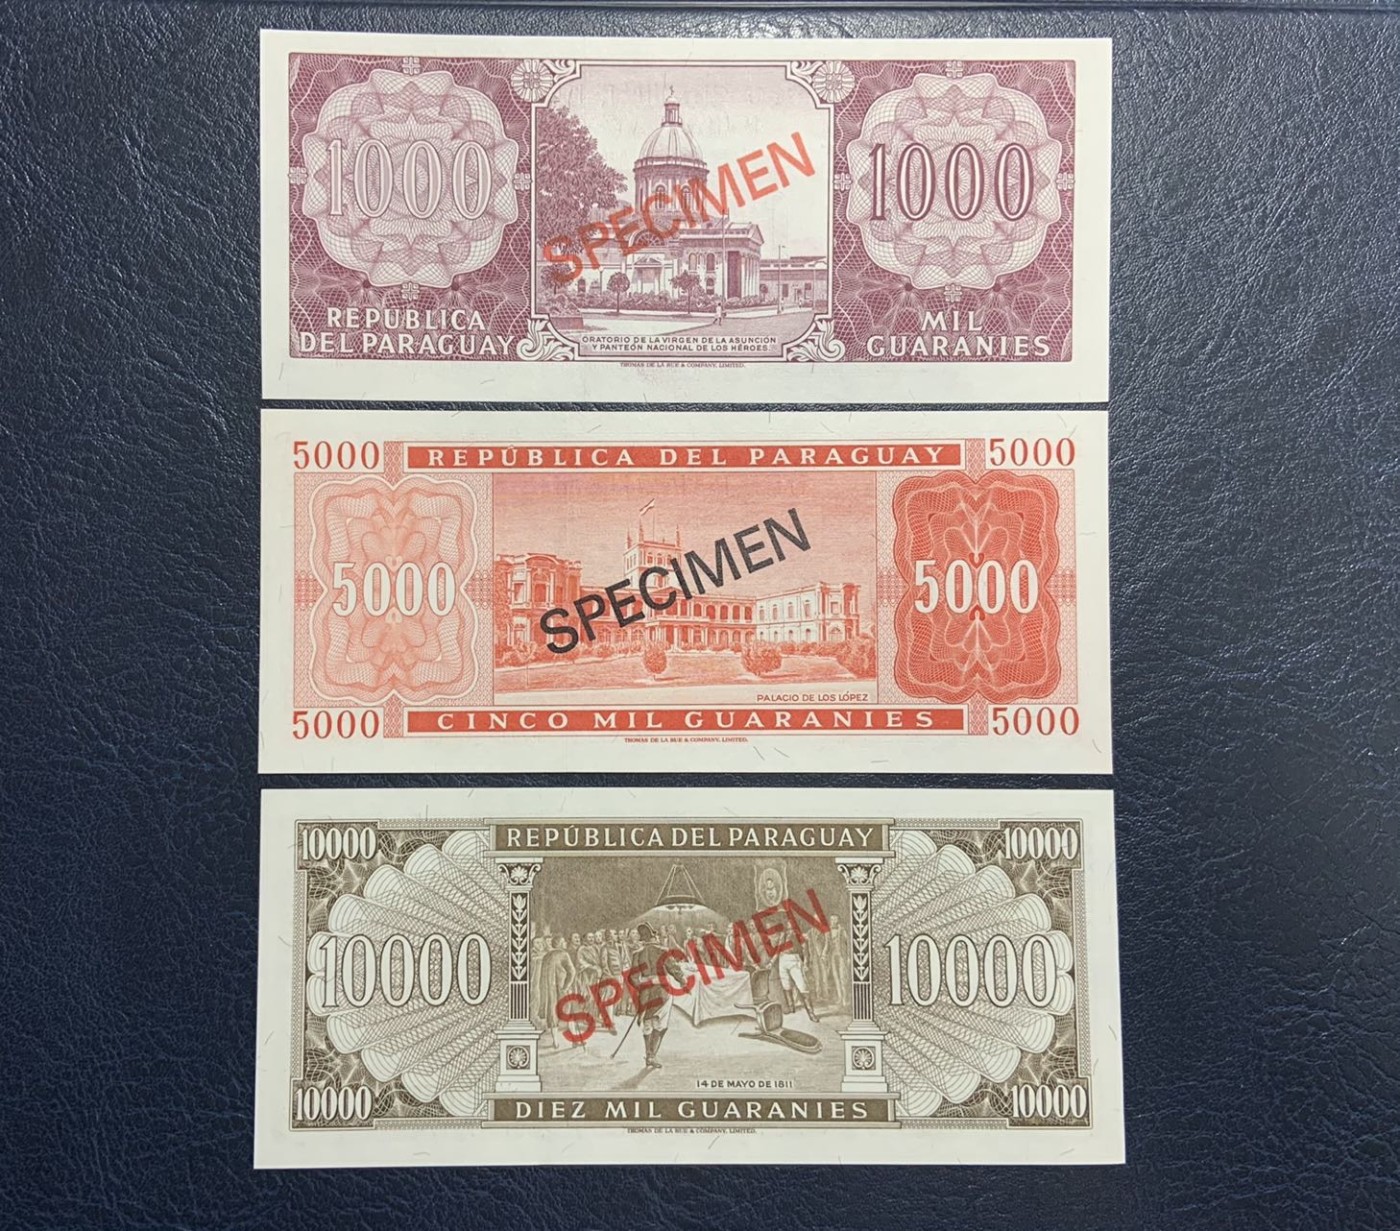 1000
1000
SPECIMEN
REPUBLICA
DEL PARAGUAY
ORATORIO DE LA VIRGEN DE LA ASUNCIÓN
Y PANTEÓN NACIONAL DE LOS HÉROES.
MIL
GUARANIES
THOMAS DE LA RUE & COMPANY, LIMITED.
5000
REPÚBLICA DEL PARAGUAY
5000
5000
SPECIMEN
5000
PALACIO DE LOS LÓPEZ
5000
CINCO MIL GUARANIES
5000
THOMAS DE LA RUE & COMPANY, LIMITED.
10000
REPÚBLICA DEL PARAGUAY
10000
10000
SPECIMEN
10000
14 DE MAYO DE 1811
10000
DIEZ MIL GUARANIES
10000
THOMAS DE LA RUE & COMPANY, LIMITED.